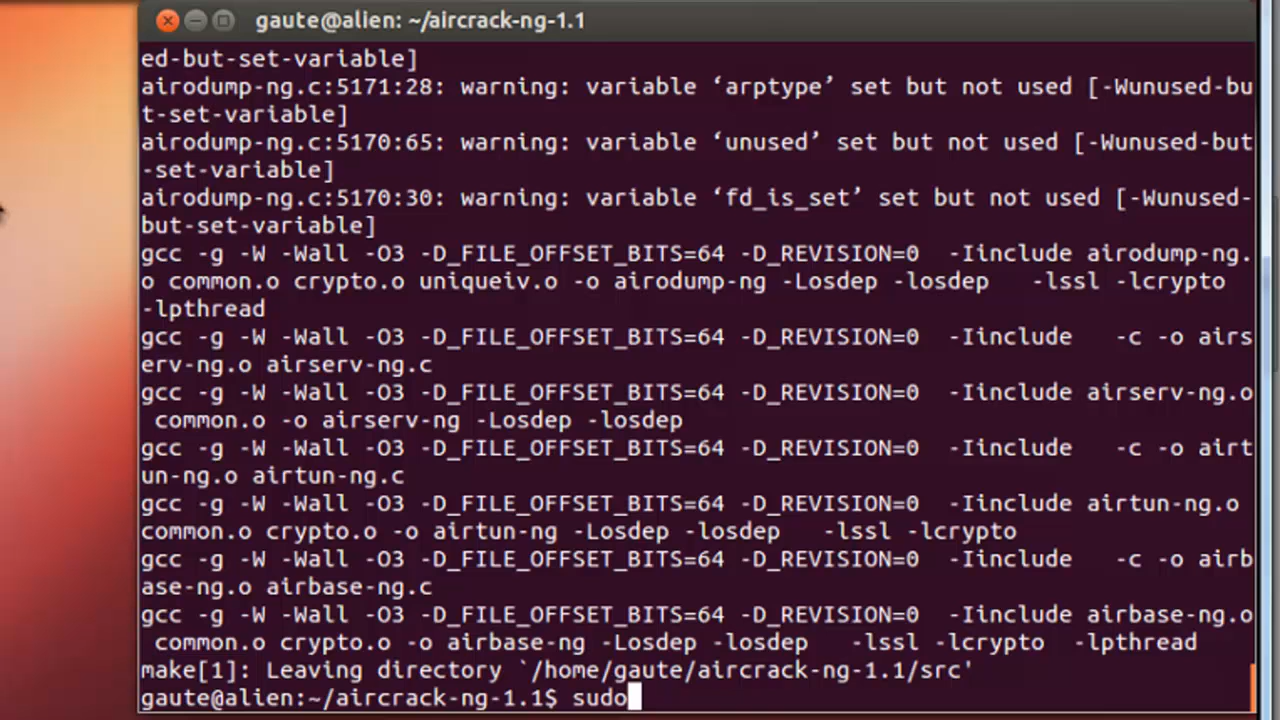 gaute@alien: ~/aircrack-ng-1.1
ed-but-set-variable]
airodump-ng.c:5171:28: warning: variable ‘arptype’ set but not used [-Wunused-bu
t-set-variable]
airodump-ng.c:5170:65: warning: variable ‘unused’ set but not used [-Wunused-but
-set-variable]
airodump-ng.c:5170:30: warning: variable ‘fd_is_set’ set but not used [-Wunused-
but-set-variable]
gcc -g -W -Wall -O3 -D_FILE_OFFSET_BITS=64 -D_REVISION=0  -Iinclude airodump-ng.
o common.o crypto.o uniqueiv.o -o airodump-ng -Losdep -losdep   -lssl -lcrypto
-lpthread
gcc -g -W -Wall -O3 -D_FILE_OFFSET_BITS=64 -D_REVISION=0  -Iinclude   -c -o airs
erv-ng.o airserv-ng.c
gcc -g -W -Wall -O3 -D_FILE_OFFSET_BITS=64 -D_REVISION=0  -Iinclude airserv-ng.o
 common.o -o airserv-ng -Losdep -losdep
gcc -g -W -Wall -O3 -D_FILE_OFFSET_BITS=64 -D_REVISION=0  -Iinclude   -c -o airt
un-ng.o airtun-ng.c
gcc -g -W -Wall -O3 -D_FILE_OFFSET_BITS=64 -D_REVISION=0  -Iinclude airtun-ng.o
common.o crypto.o -o airtun-ng -Losdep -losdep   -lssl -lcrypto
gcc -g -W -Wall -O3 -D_FILE_OFFSET_BITS=64 -D_REVISION=0  -Iinclude   -c -o airb
ase-ng.o airbase-ng.c
gcc -g -W -Wall -O3 -D_FILE_OFFSET_BITS=64 -D_REVISION=0  -Iinclude airbase-ng.o
 common.o crypto.o -o airbase-ng -Losdep -losdep   -lssl -lcrypto  -lpthread
make[1]: Leaving directory `/home/gaute/aircrack-ng-1.1/src'
gaute@alien:~/aircrack-ng-1.1$ sudo